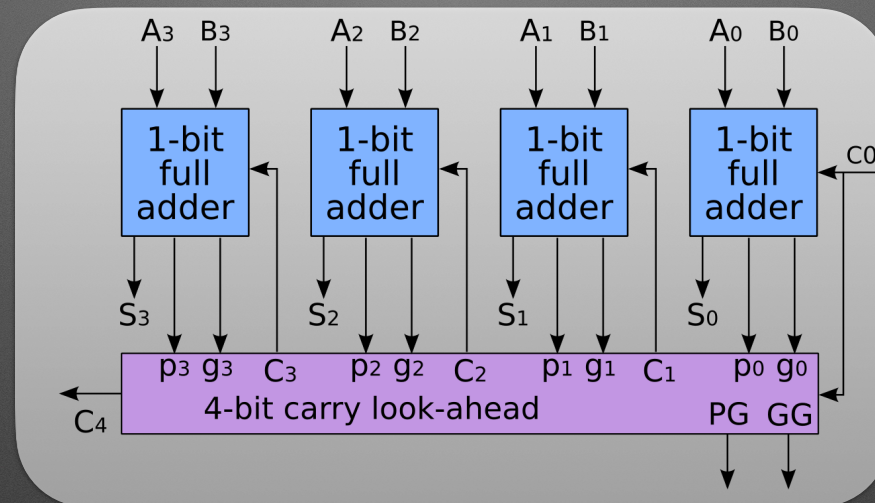 A3 B3 A2 B2 A1 B1 A0 B0
1-bit full adder
1-bit full adder
1-bit full adder
1-bit full adder
C0
S3 S2 S1 S0
p3 g3 C3 p2 g2 C2 p1 g1 C1 p0 g0
4-bit carry look-ahead
PG GG
C4